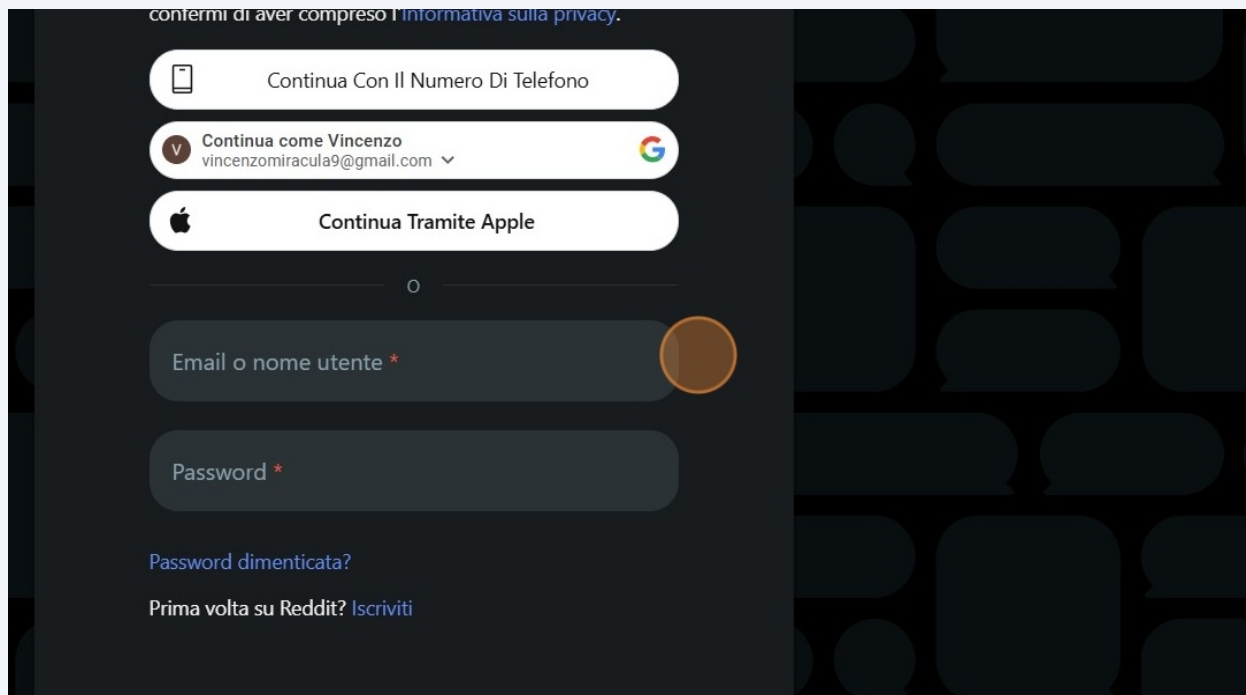 confermi di aver compreso l'Informativa sulla privacy.
Continua Con Il Numero Di Telefono
V
Continua come Vincenzo
vincenzomiracula9@gmail.com
Continua Tramite Apple
O
Email o nome utente *
Password *
Password dimenticata?
Prima volta su Reddit? Iscriviti